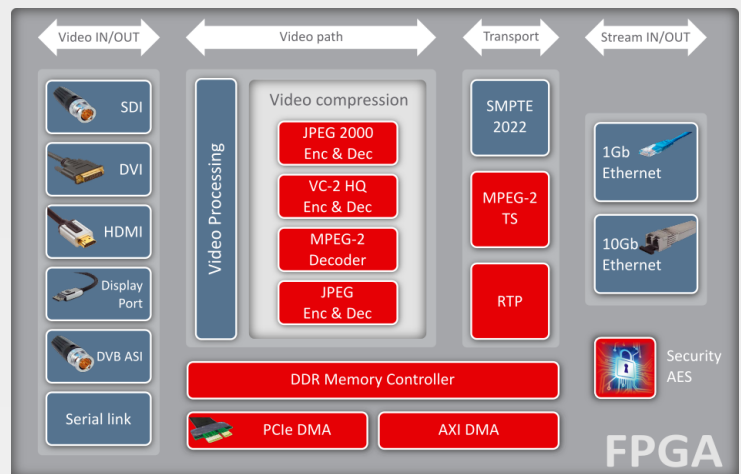 Video IN/OUT
Video path
Transport
Stream IN/OUT
SDI
DVI
HDMI
Display
Port
DVB ASI
Serial link
Video Processing
Video compression
JPEG 2000
Enc & Dec
VC-2 HQ
Enc & Dec
MPEG-2
Decoder
JPEG
Enc & Dec
SMPTE
2022
MPEG-2
TS
RTP
1Gb
Ethernet
10Gb
Ethernet
Security
AES
DDR Memory Controller
PCIe DMA
AXI DMA
FPGA